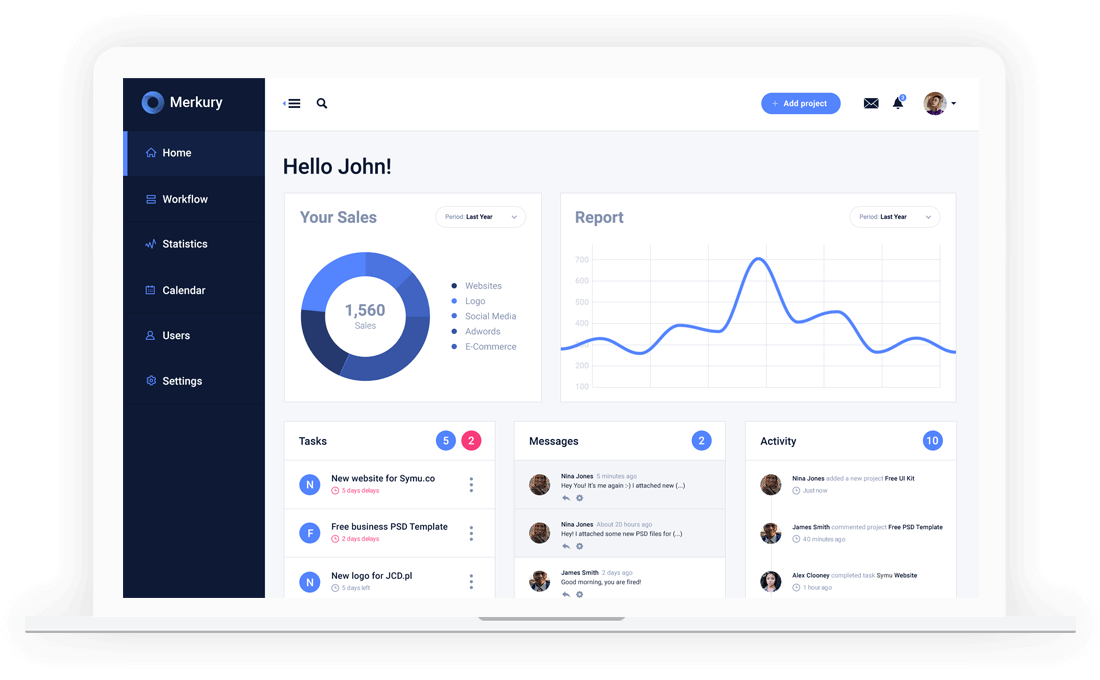 Merkury
Home
Workflow
Statistics
Calendar
Users
Settings
+ Add project
3
Hello John!
Your Sales
Period: Last Year
1,560
Sales
Websites
Logo
Social Media
Adwords
E-Commerce
Report
Period: Last Year
700
600
500
400
200
100
Tasks 5 2
N New website for Symu.co
5 days delays
F Free business PSD Template
2 days delays
N New logo for JCD.pl
5 days left
Messages 2
Nina Jones 5 minutes ago
Hey You! It's me again :-) I attached new (...)
Nina Jones About 20 hours ago
Hey! I attached some new PSD files for (...)
James Smith 2 days ago
Good morning, you are fired!
Activity 10
Nina Jones added a new project Free UI Kit
Just now
James Smith commented project Free PSD Template
40 minutes ago
Alex Clooney completed task Symu Website
1 hour ago